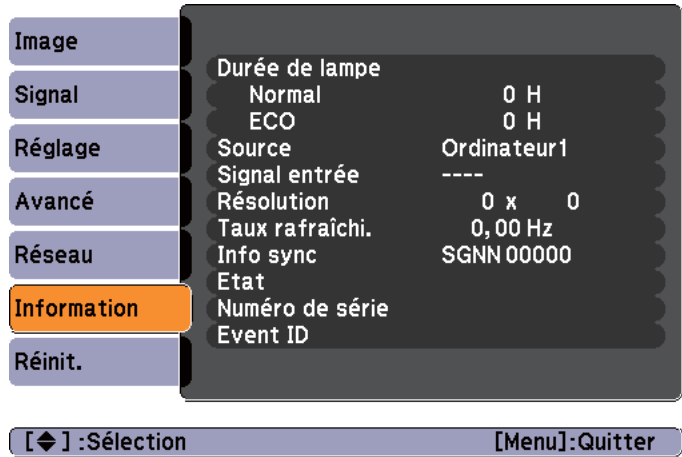 Image
Signal
Réglage
Avancé
Réseau
Information
Réinit.
Durée de lampe
Normal 0 H
ECO 0 H
Source Ordinateur1
Signal entrée ----
Résolution 0 x 0
Taux rafraîchi. 0,00 Hz
Info sync SGNN 00000
Etat
Numéro de série
Event ID
[◆] :Sélection [Menu]:Quitter